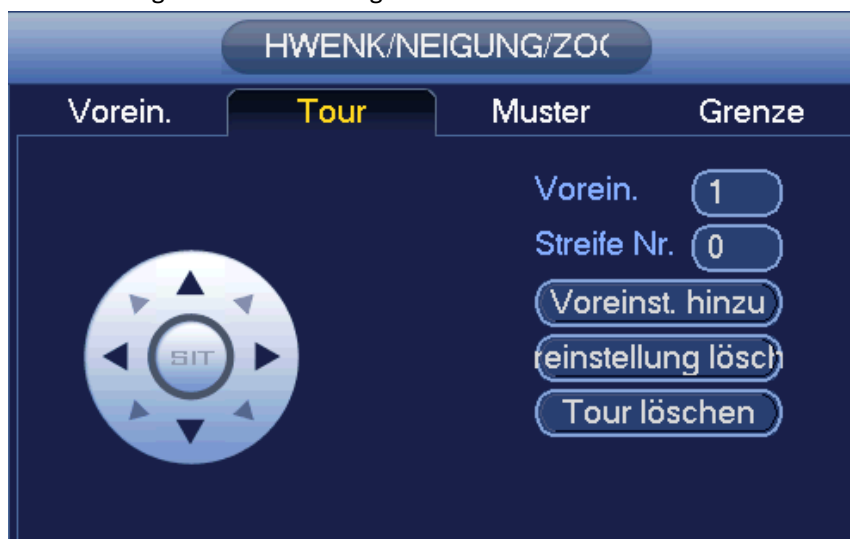 HWENK/NEIGUNG/ZO(
Vorein. Tour Muster Grenze
Vorein. 1
Streife Nr. 0
Voreinst. hinzu
reinstellung lösch
Tour löschen
SIT